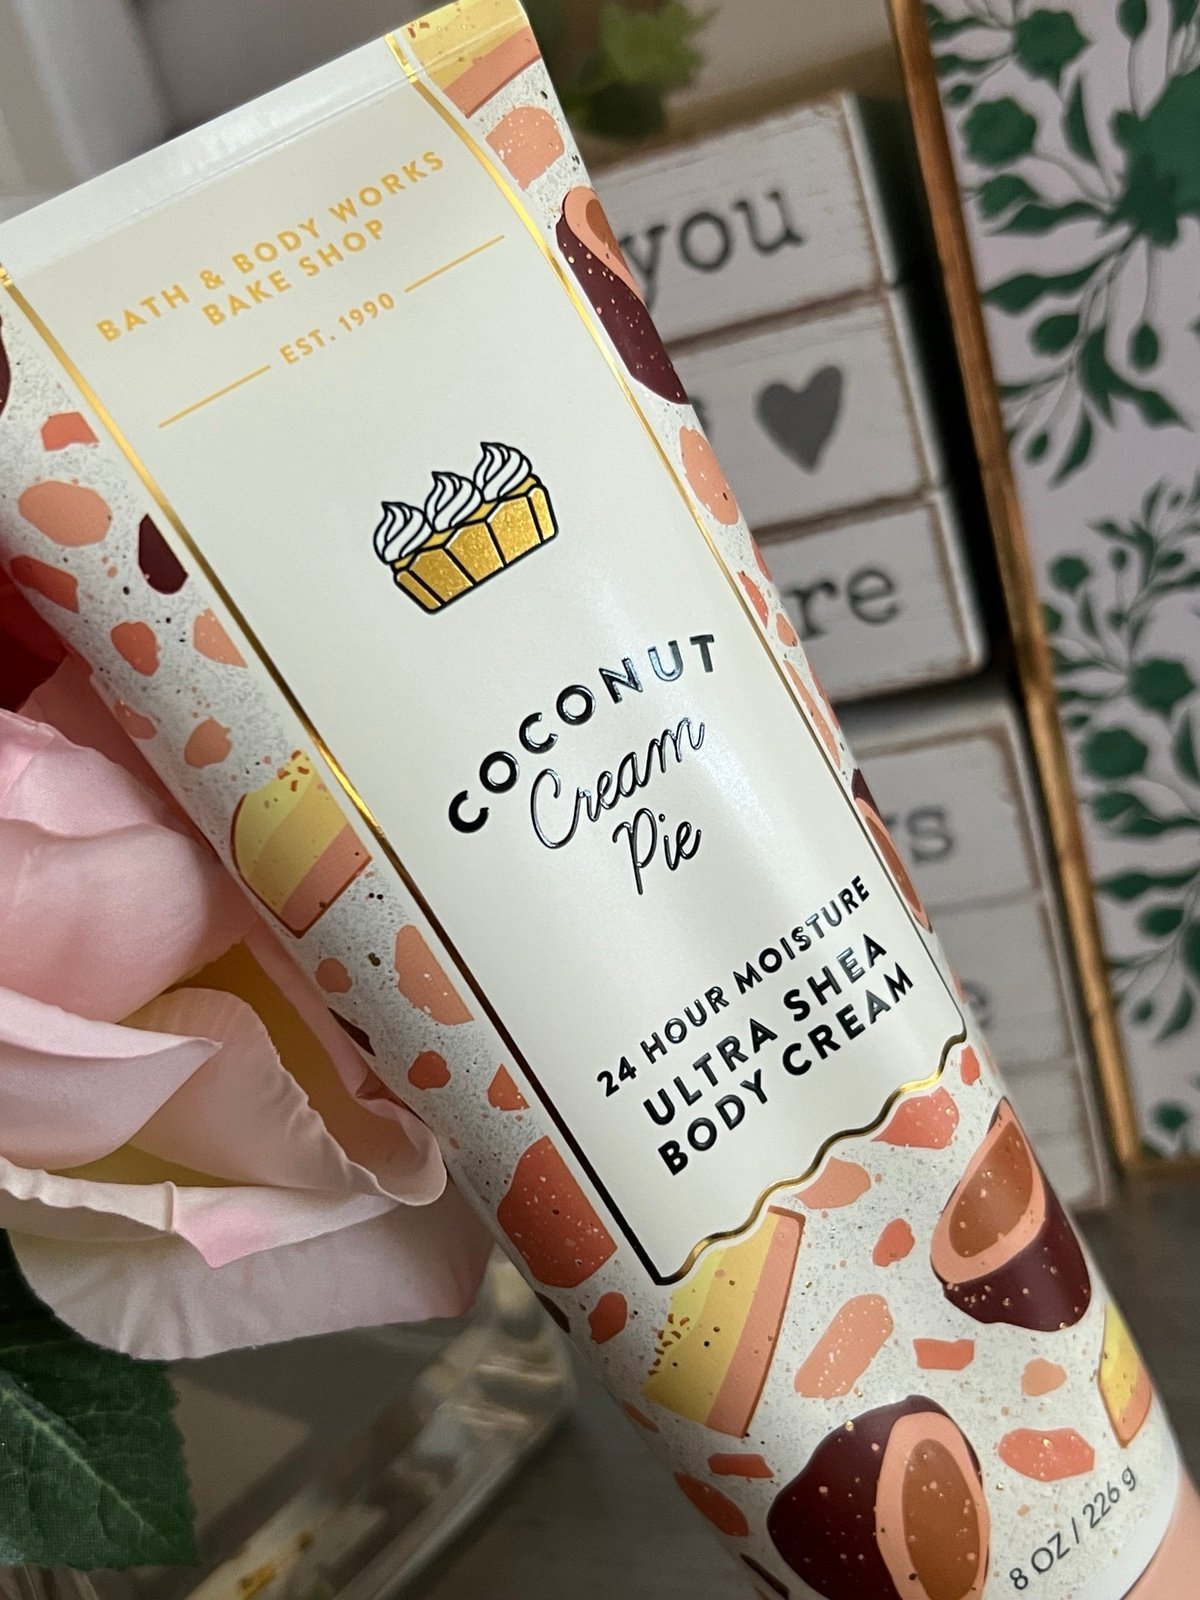 BATH & BODY WORKS
BAKE SHOP
EST. 1990
COCONUT
Cream
Pie
24 HOUR MOISTURE
ULTRA SHEA
BODY CREAM
8 OZ / 226 g
you